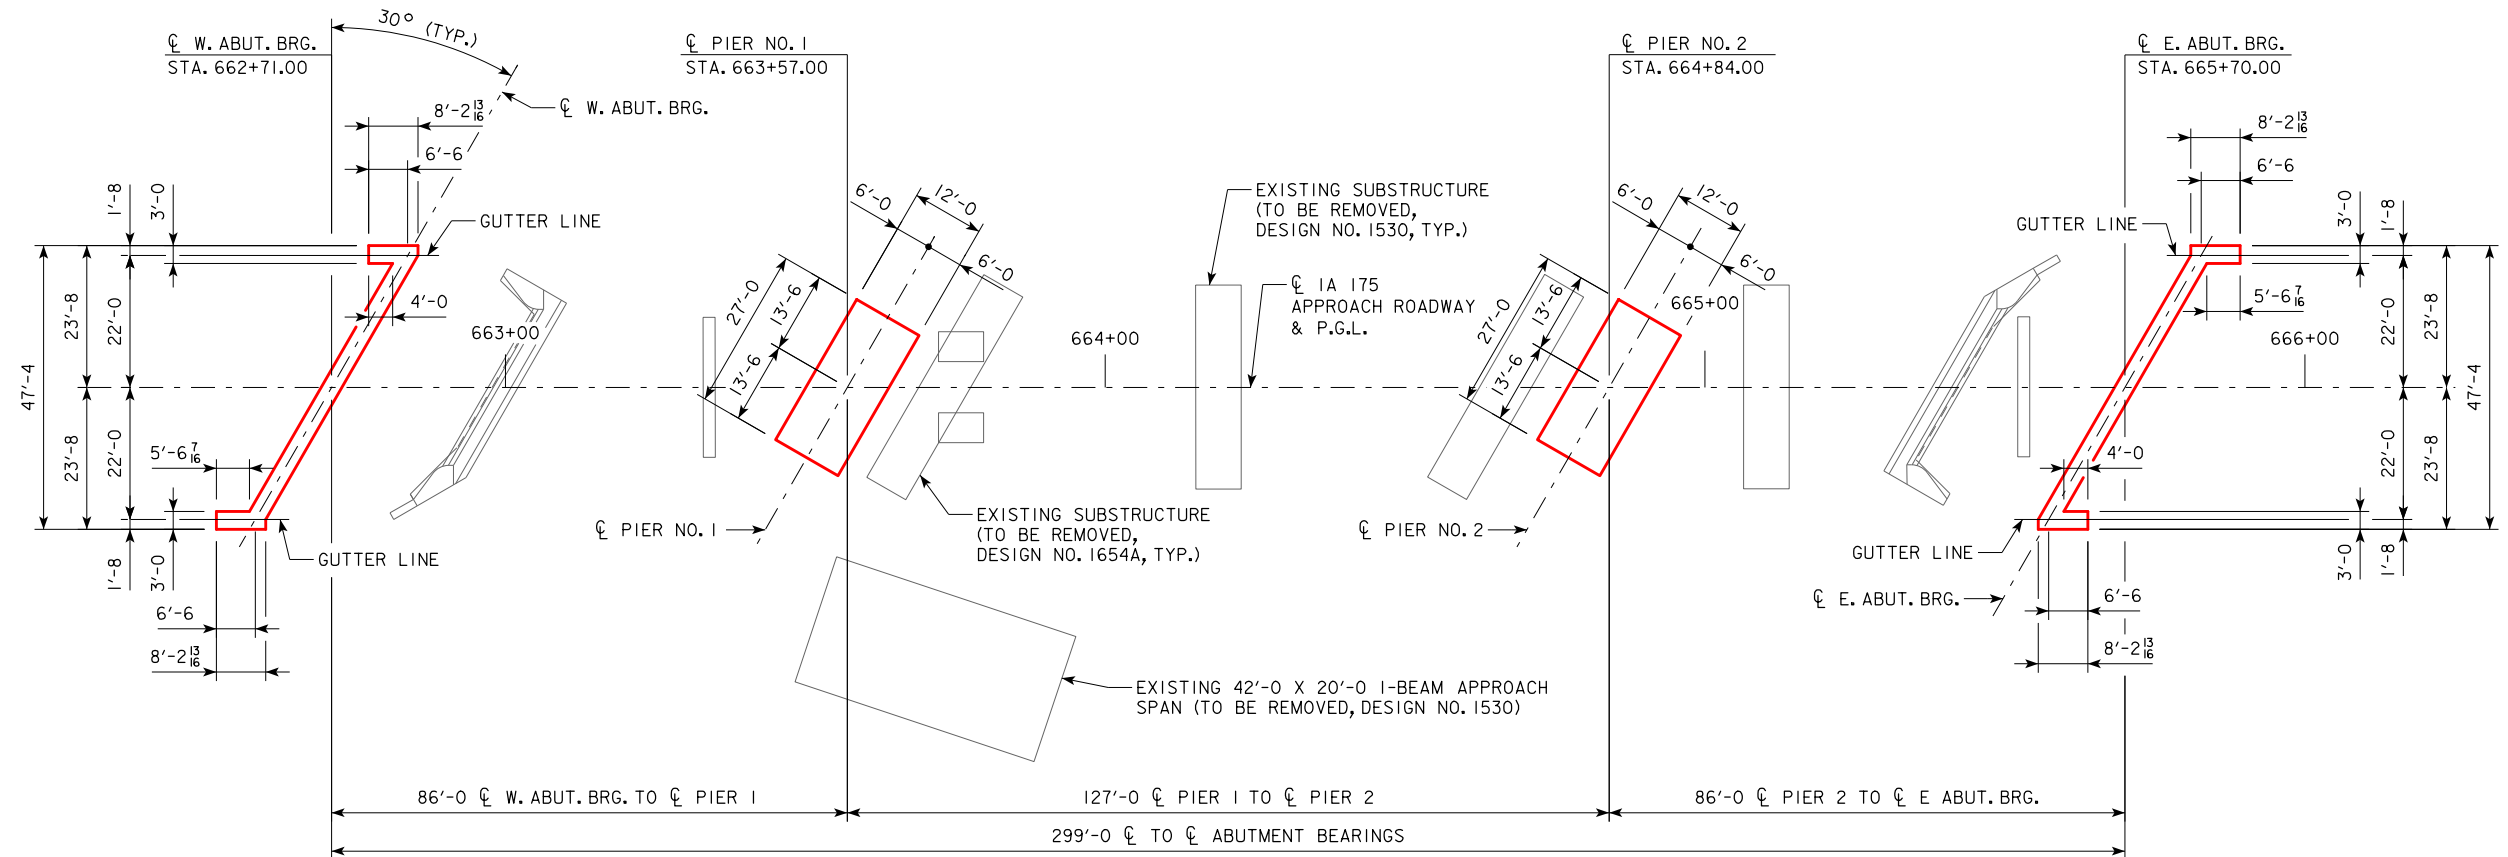 30° (TYP.)
℄ W. ABUT. BRG.
STA. 662+71.00
℄ PIER NO. 1
STA. 663+57.00
℄ PIER NO. 2
STA. 664+84.00
℄ E. ABUT. BRG.
STA. 665+70.00
℄ W. ABUT. BRG.
8'-2 13/16
6'-6
1'-8
3'-0
GUTTER LINE
4'-0
23'-8
22'-0
47'-4
23'-8
22'-0
5'-6 7/16
1'-8
3'-0
6'-6
8'-2 13/16
GUTTER LINE
663+00
6'-0
12'-0
6'-0
27'-0
13'-6
13'-6
℄ PIER NO. 1
EXISTING SUBSTRUCTURE
(TO BE REMOVED,
DESIGN NO. 1530, TYP.)
℄ IA 175
APPROACH ROADWAY
& P.G.L.
664+00
EXISTING SUBSTRUCTURE
(TO BE REMOVED,
DESIGN NO. 1654A, TYP.)
EXISTING 42'-0 X 20'-0 I-BEAM APPROACH
SPAN (TO BE REMOVED, DESIGN NO. 1530)
6'-0
12'-0
6'-0
27'-0
13'-6
13'-6
665+00
℄ PIER NO. 2
8'-2 13/16
6'-6
GUTTER LINE
3'-0
1'-8
5'-6 7/16
666+00
22'-0
23'-8
47'-4
22'-0
23'-8
4'-0
GUTTER LINE
℄ E. ABUT. BRG.
3'-0
1'-8
6'-6
8'-2 13/16
86'-0 ℄ W. ABUT. BRG. TO ℄ PIER 1
127'-0 ℄ PIER 1 TO ℄ PIER 2
86'-0 ℄ PIER 2 TO ℄ E ABUT. BRG.
299'-0 ℄ TO ℄ ABUTMENT BEARINGS